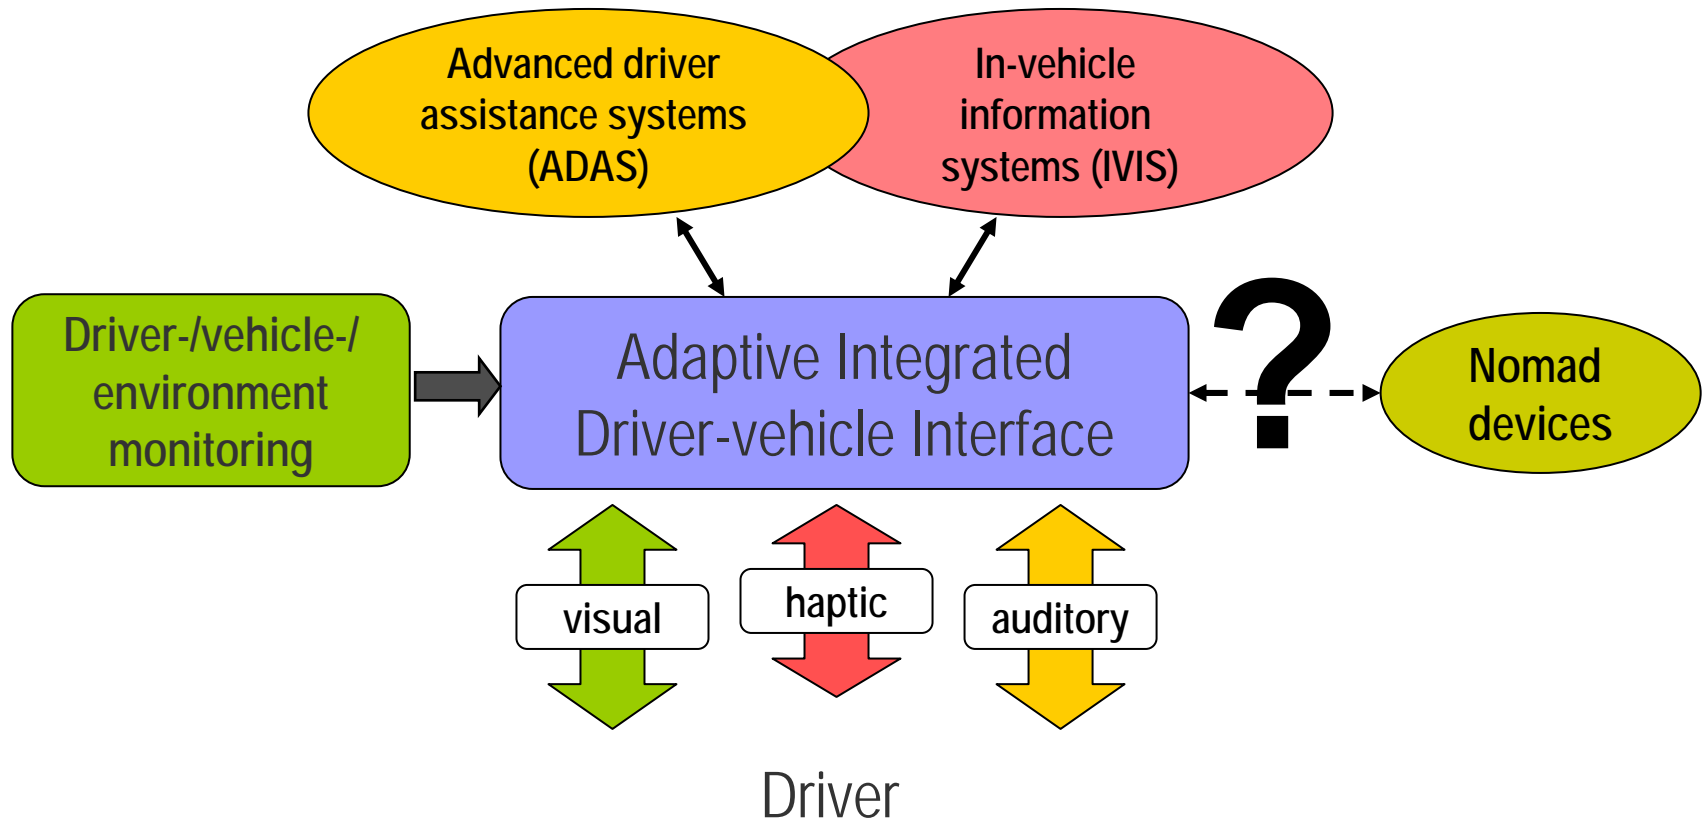 Advanced driver
assistance systems
(ADAS)
In-vehicle
information
systems (IVIS)
Driver-/vehicle-/
environment
monitoring
Adaptive Integrated
Driver-vehicle Interface
?
Nomad
devices
visual
haptic
auditory
Driver